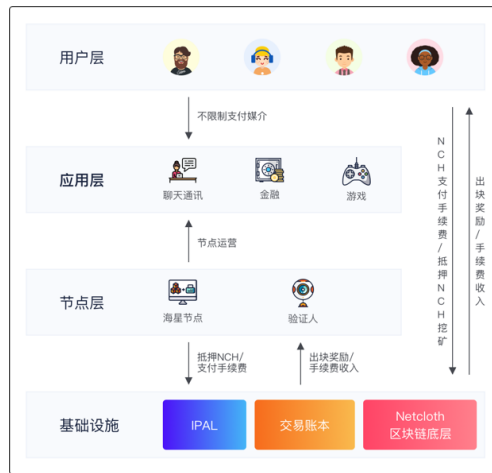 用户层
不限制支付媒介
应用层
聊天通讯
金融
游戏
节点运营
节点层
海星节点
验证人
抵押NCH/
支付手续费
出块奖励/
手续费收入
基础设施
IPAL
交易账本
Netcloth
区块链底层
NCH支付手续费/抵押NCH挖矿
出块奖励/手续费收入